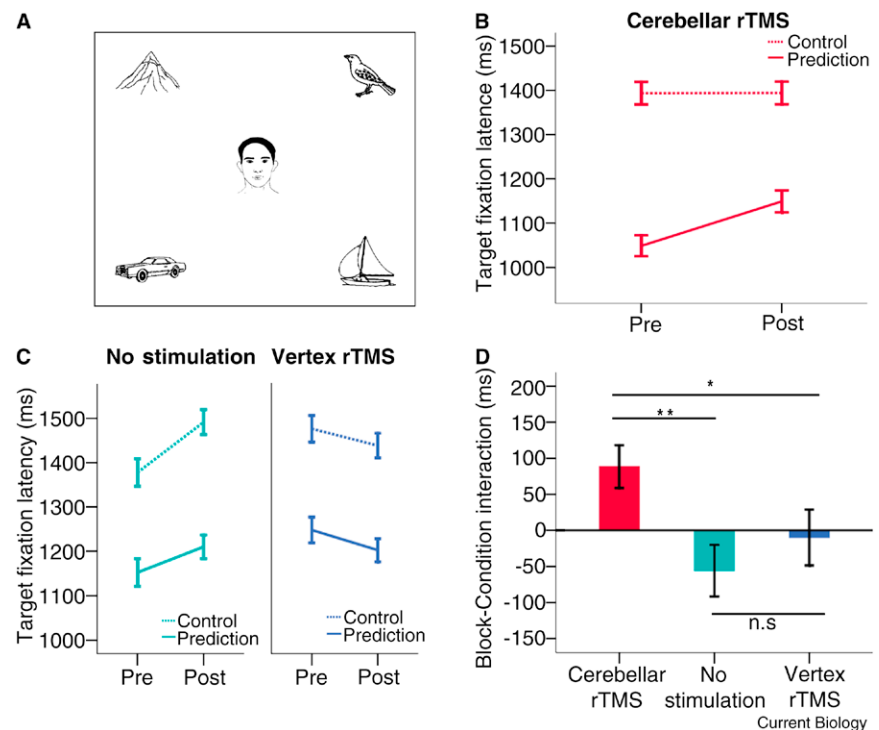 A
B
Cerebellar rTMS
Control
Prediction
Target fixation latence (ms)
1500
1400
1300
1200
1100
1000
Pre
Post
C
No stimulation
Vertex rTMS
Target fixation latency (ms)
1500
1400
1300
1200
1100
1000
Control
Prediction
Control
Prediction
Pre
Post
Pre
Post
D
Block-Condition interaction (ms)
200
150
100
50
0
-50
-100
-150
*
**
n.s
Cerebellar
rTMS
No
stimulation
Vertex
rTMS
Current Biology